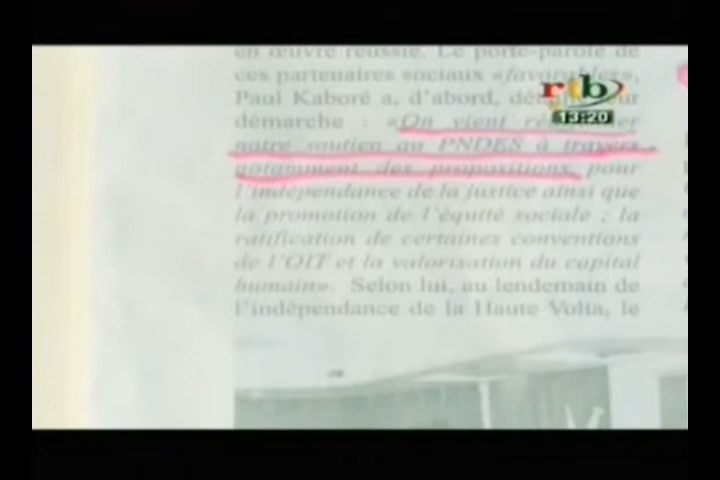 en œuvre réussie. Le porte-parole de
ces partenaires sociaux «favorables»,
Paul Kaboré a, d'abord,
démarche : «On vient
notre soutien au PNDES à travers
notamment des propositions pour
l'indépendance de la justice ainsi que
la promotion de l'équité sociale ; la
ratification de certaines conventions
de l'OIT et la valorisation du capital
humain». Selon lui, au lendemain de
l'indépendance de la Haute Volta, le
rtb
13:20